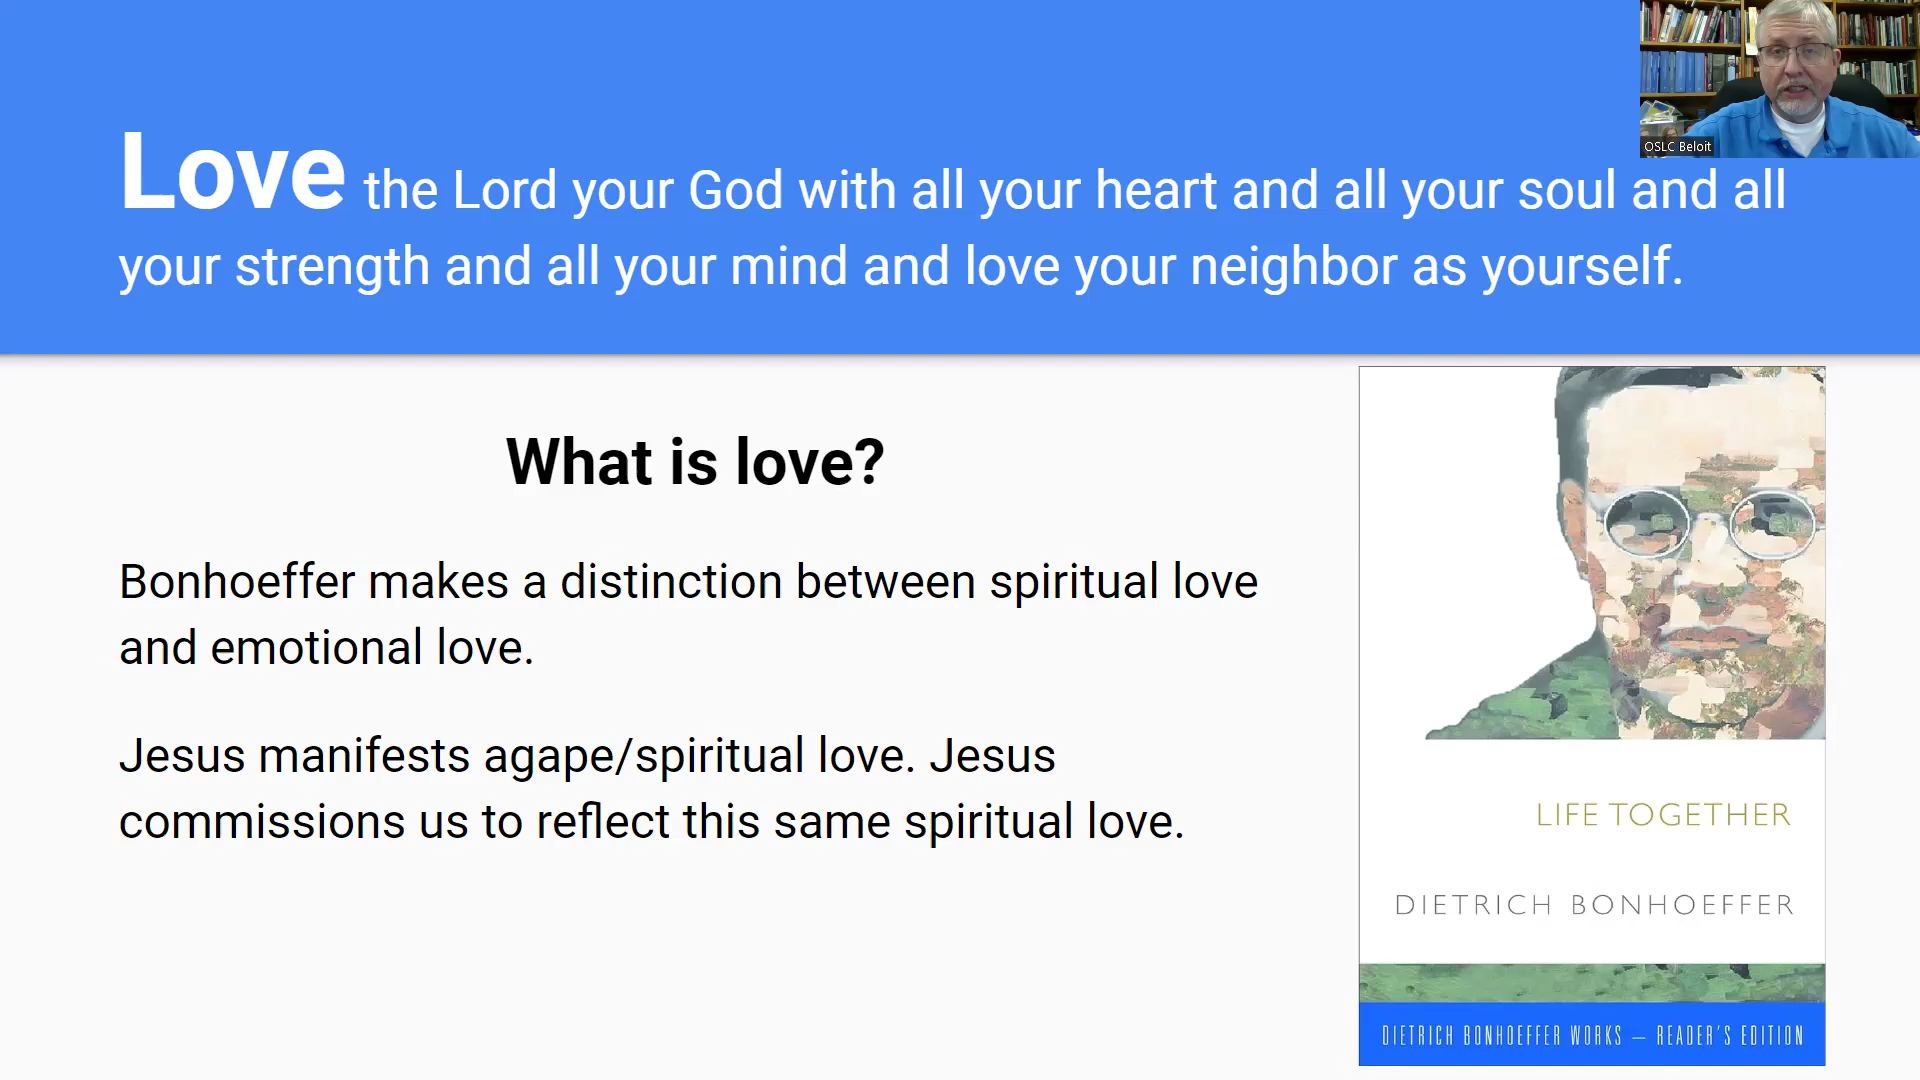 OSLC Beloit
Love the Lord your God with all your heart and all your soul and all
your strength and all your mind and love your neighbor as yourself.
What is love?
Bonhoeffer makes a distinction between spiritual love
and emotional love.
Jesus manifests agape/spiritual love. Jesus
commissions us to reflect this same spiritual love.
LIFE TOGETHER
DIETRICH BONHOEFFER
DIETRICH BONHOEFFER WORKS — READER'S EDITION